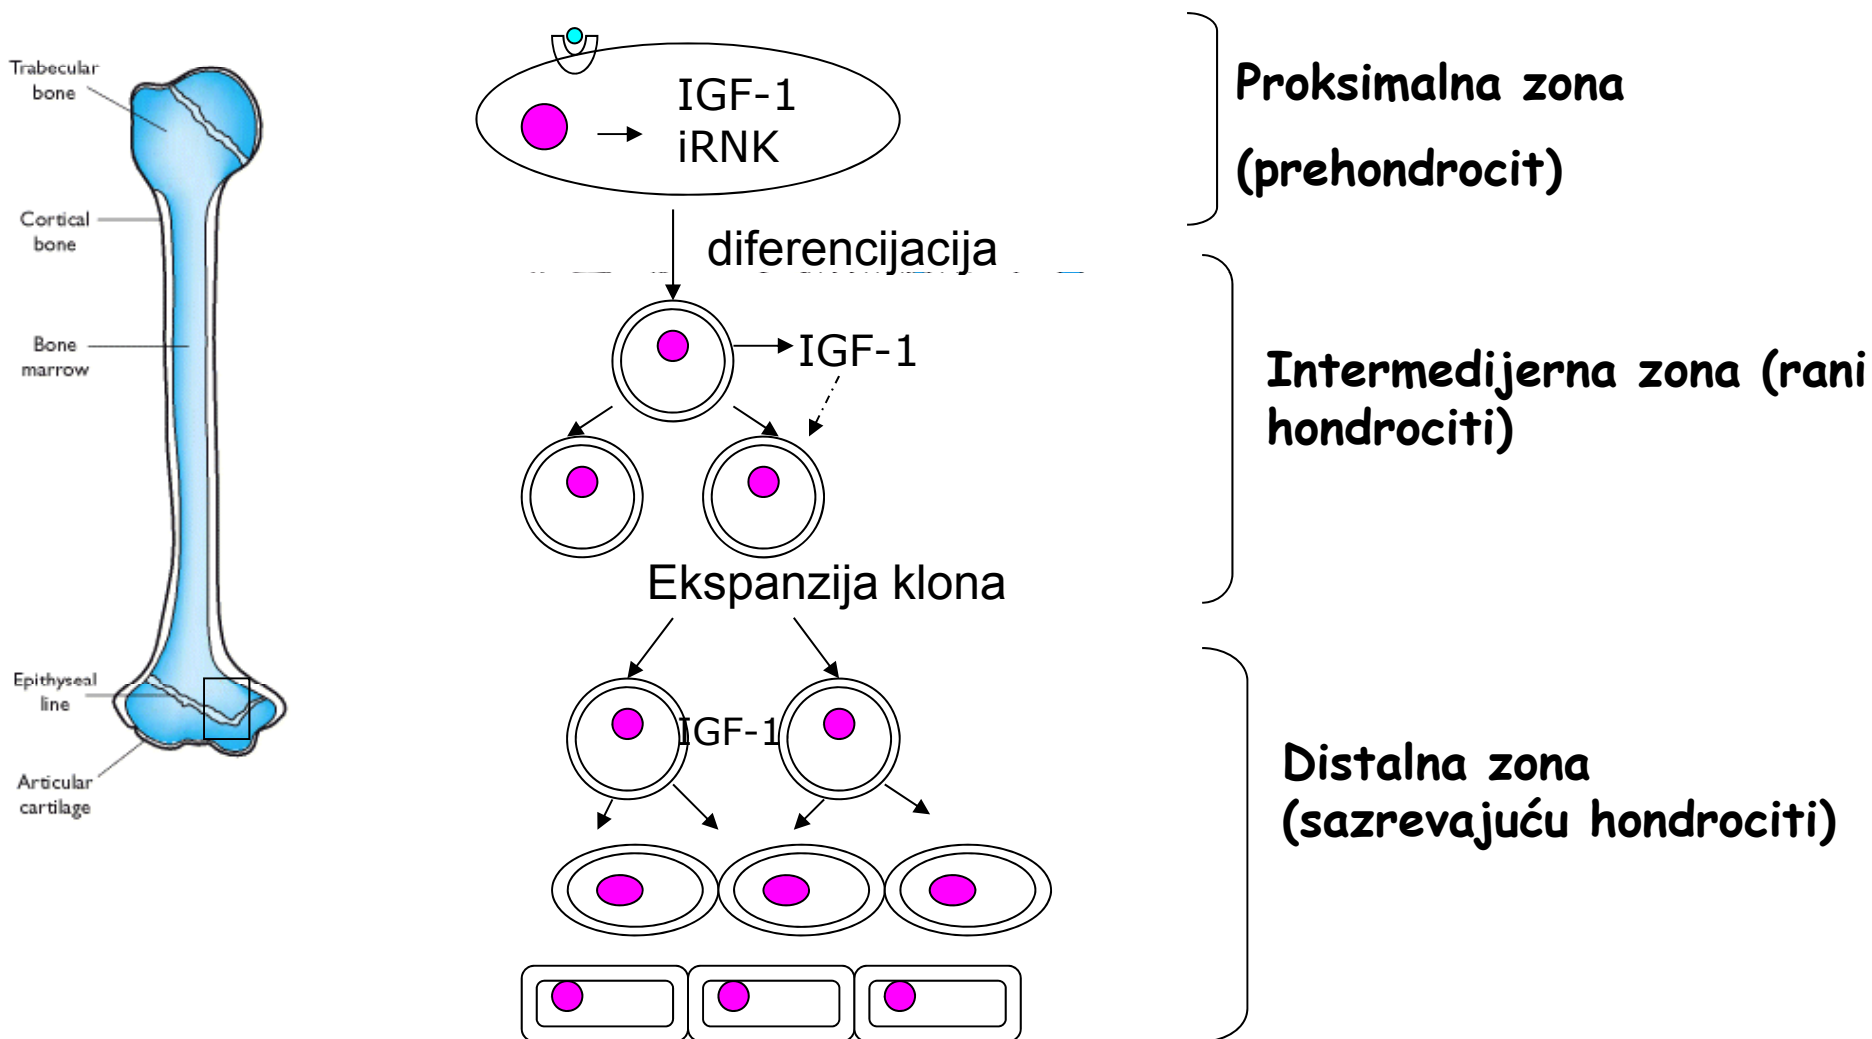 Trabecular
bone
Cortical
bone
Bone
marrow
Epithyseal
line
Articular
cartilage
IGF-1
iRNK
diferencijacija
IGF-1
Ekspanzija klona
IGF-1
Proksimalna zona
(prehondrocit)
Intermedijerna zona (rani
hondrociti)
Distalna zona
(sazrevajuću hondrociti)